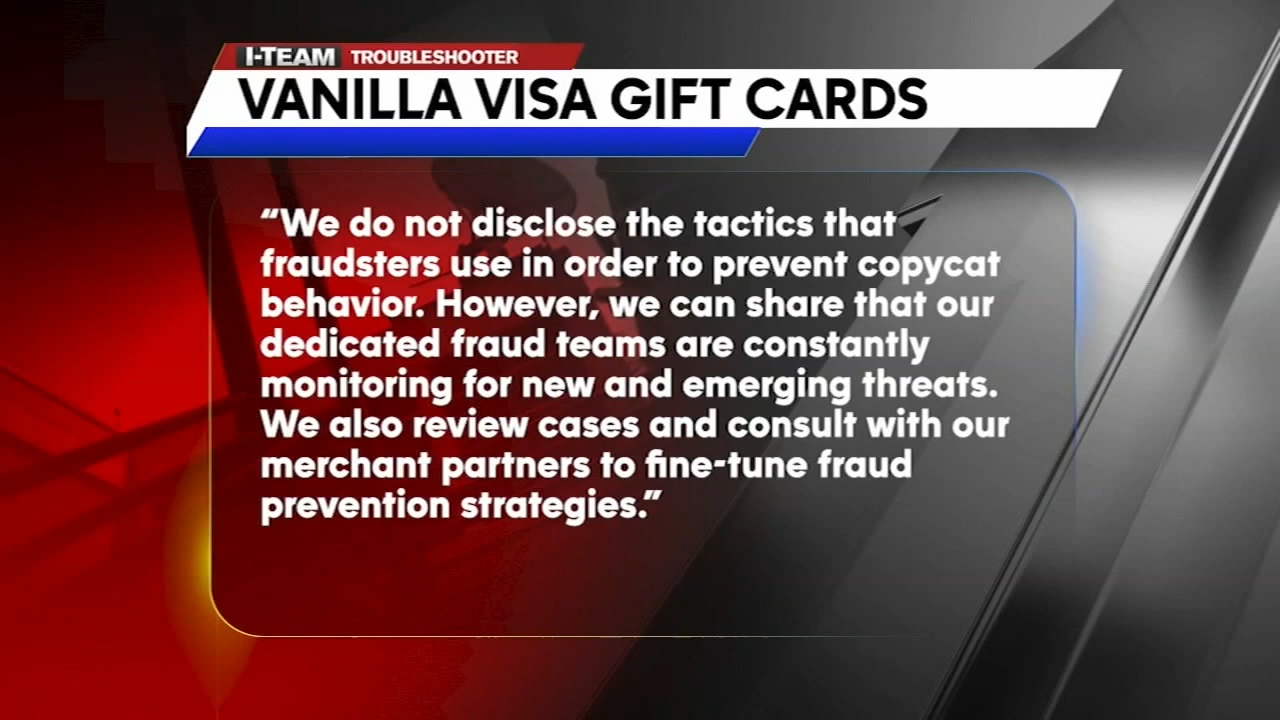 I-TEAM TROUBLESHOOTER
VANILLA VISA GIFT CARDS
“We do not disclose the tactics that
fraudsters use in order to prevent copycat
behavior. However, we can share that our
dedicated fraud teams are constantly
monitoring for new and emerging threats.
We also review cases and consult with our
merchant partners to fine-tune fraud
prevention strategies.”